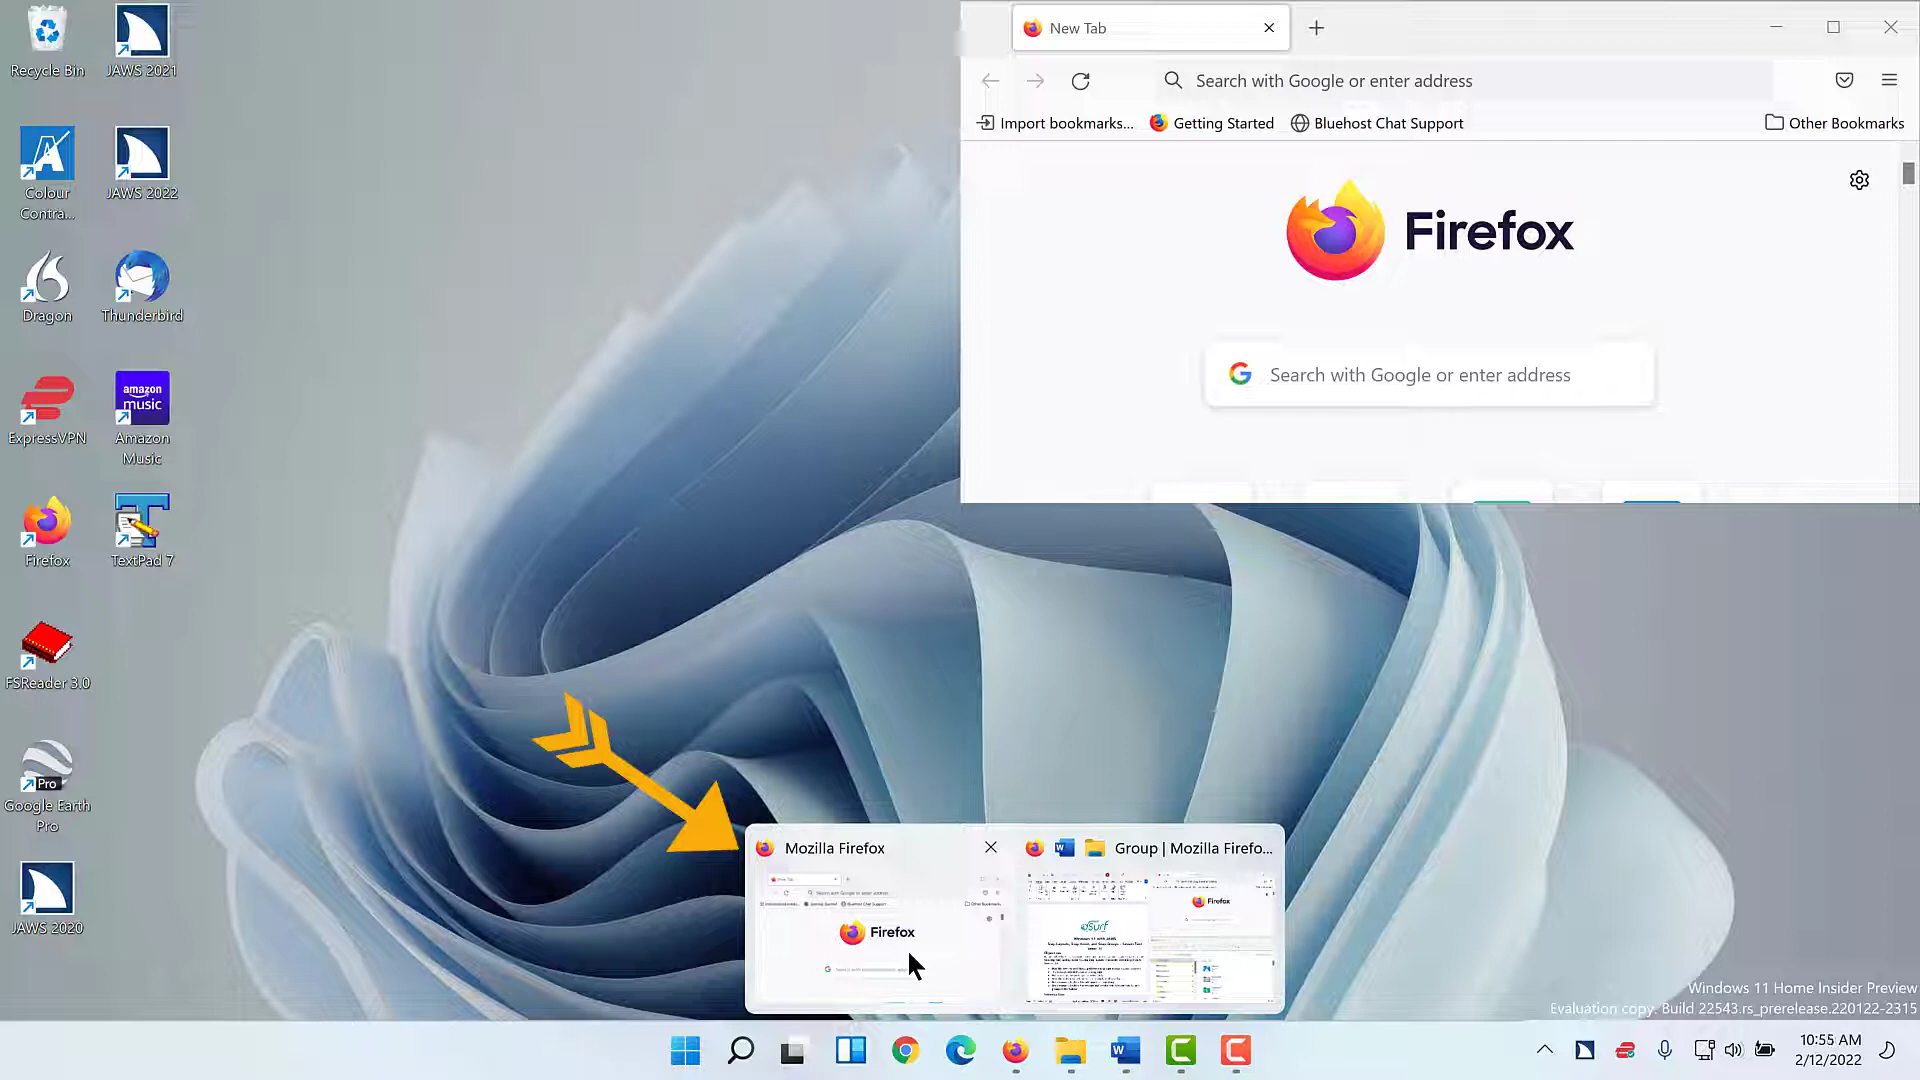 Recycle Bin
JAWS 2021
Colour
Contra...
JAWS 2022
Dragon
Thunderbird
ExpressVPN
amazon
music
Amazon
Music
Firefox
TextPad 7
FSReader 3.0
Pro
Google Earth
Pro
JAWS 2020
New Tab
Search with Google or enter address
Import bookmarks...
Getting Started
Bluehost Chat Support
Other Bookmarks
Firefox
Search with Google or enter address
Mozilla Firefox
Firefox
Group | Mozilla Firefo...
Firefox
Windows 11 Home Insider Preview
Evaluation copy. Build 22543.rs_prerelease.220122-2315
10:55 AM
2/12/2022